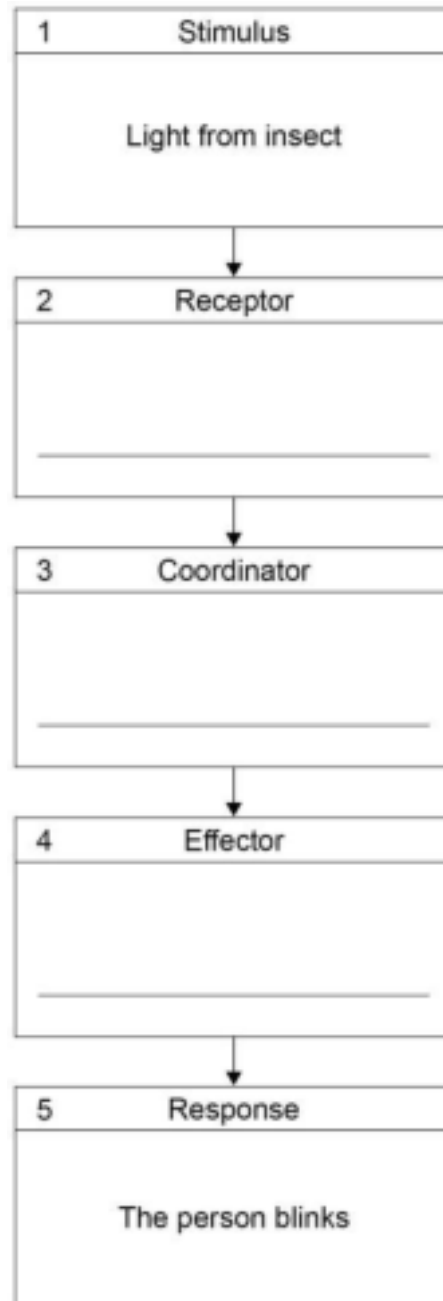 1 Stimulus
Light from insect
2 Receptor
3 Coordinator
4 Effector
5 Response
The person blinks